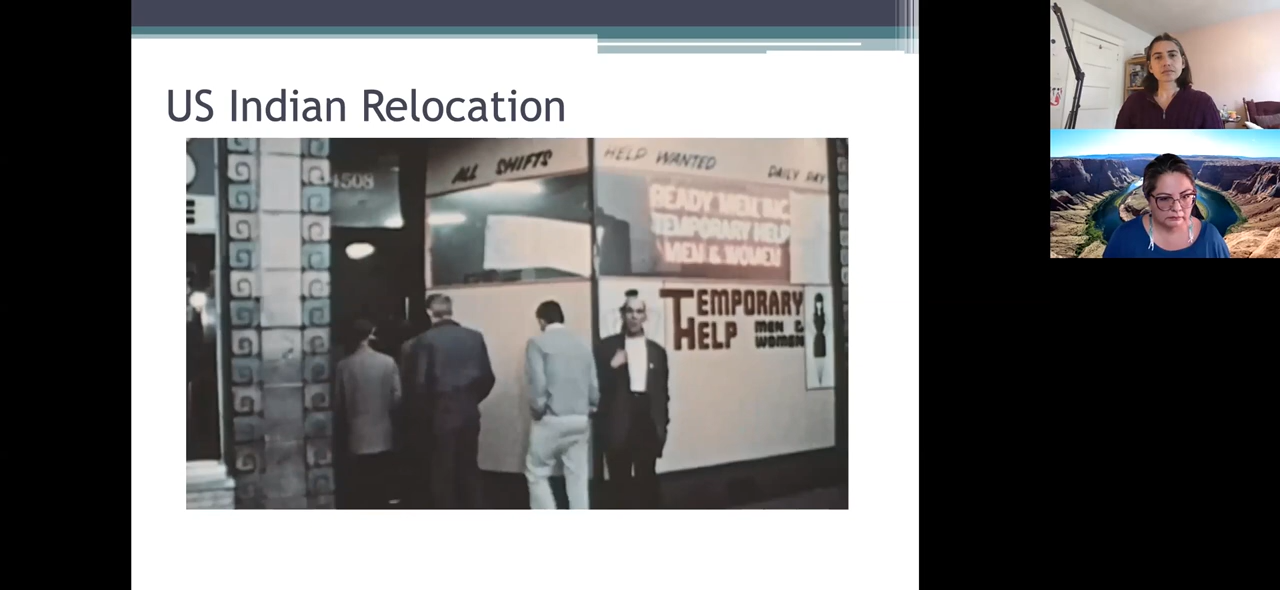 US Indian Relocation
4508
ALL SHIFTS
HELP WANTED
DAILY PAY
READY MEN INC.
TEMPORARY HELP
MEN & WOMEN
TEMPORARY
HELP MEN &
WOMEN